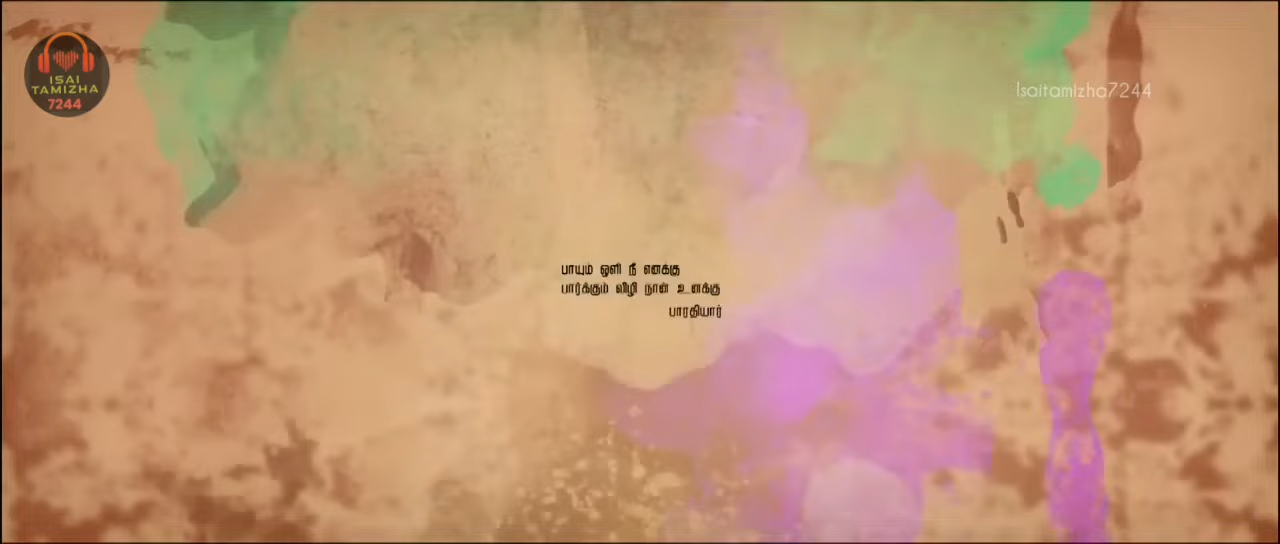 ISAI
TAMIZHA
7244
Isaitamizha7244
பாயும் ஒளி நீ எனக்கு
பார்க்கும் விழி நான் உனக்கு
பாரதியார்